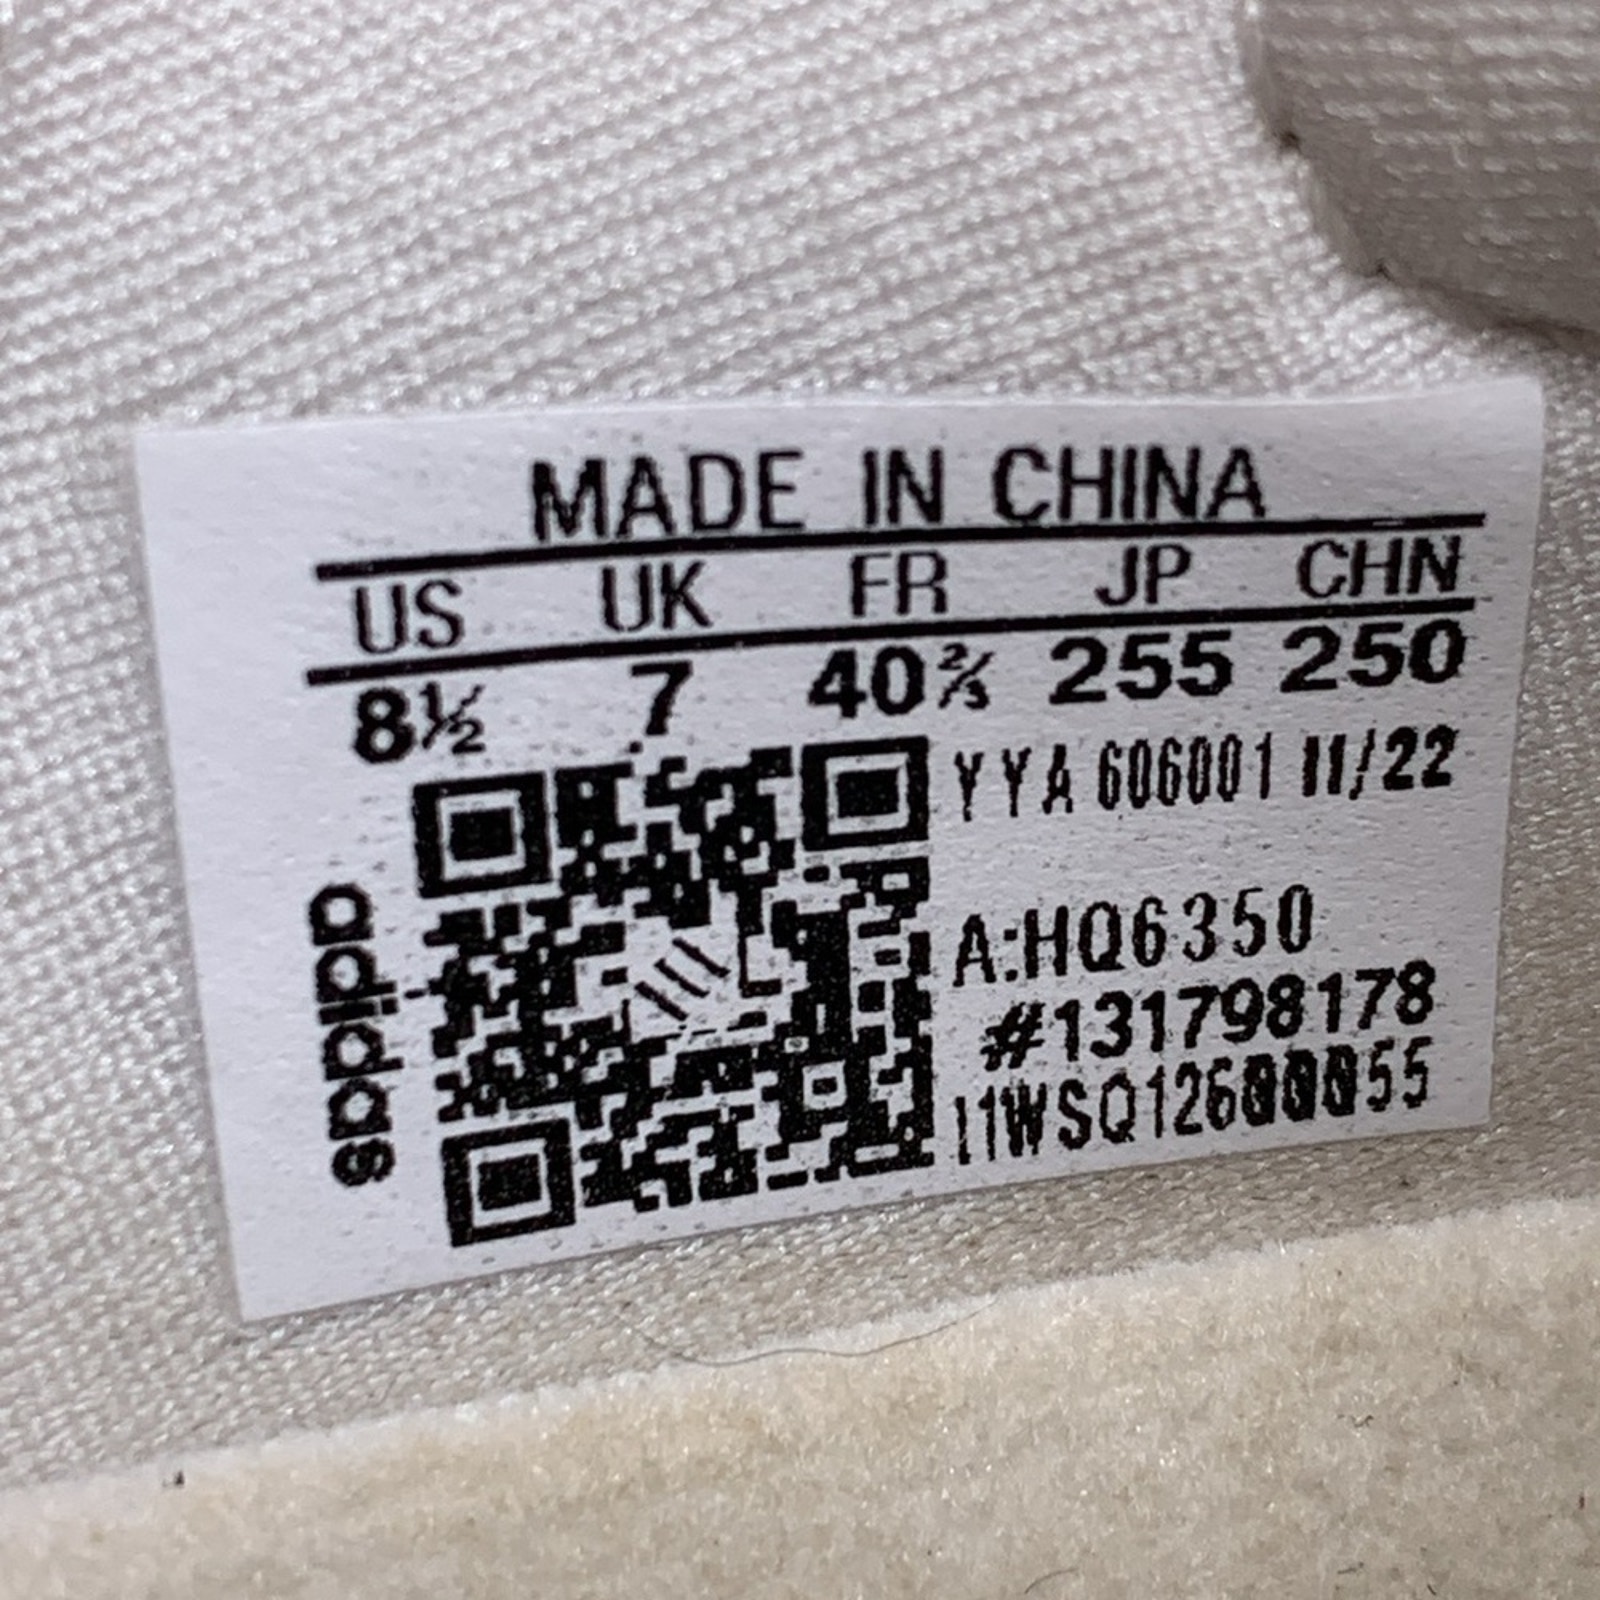 MADE IN CHINA
US UK FR JP CHN
8½ 7 40⅔ 255 250
YYA 606001 11/22
A:HQ6350
#131798178
11WSQ126000055
adidas